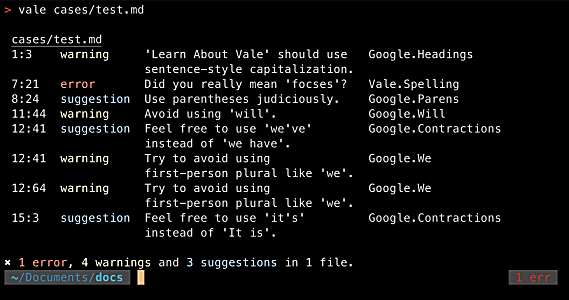 > vale cases/test.md
cases/test.md
1:3 warning 'Learn About Vale' should use Google.Headings
sentence-style capitalization.
7:21 error Did you really mean 'focses'? Vale.Spelling
8:24 suggestion Use parentheses judiciously. Google.Parens
11:44 warning Avoid using 'will'. Google.Will
12:41 suggestion Feel free to use 'we've' Google.Contractions
instead of 'we have'.
12:41 warning Try to avoid using Google.We
first-person plural like 'we'.
12:64 warning Try to avoid using Google.We
first-person plural like 'we'.
15:3 suggestion Feel free to use 'it's' Google.Contractions
instead of 'It is'.
✖ 1 error, 4 warnings and 3 suggestions in 1 file.
~/Documents/docs 1 err